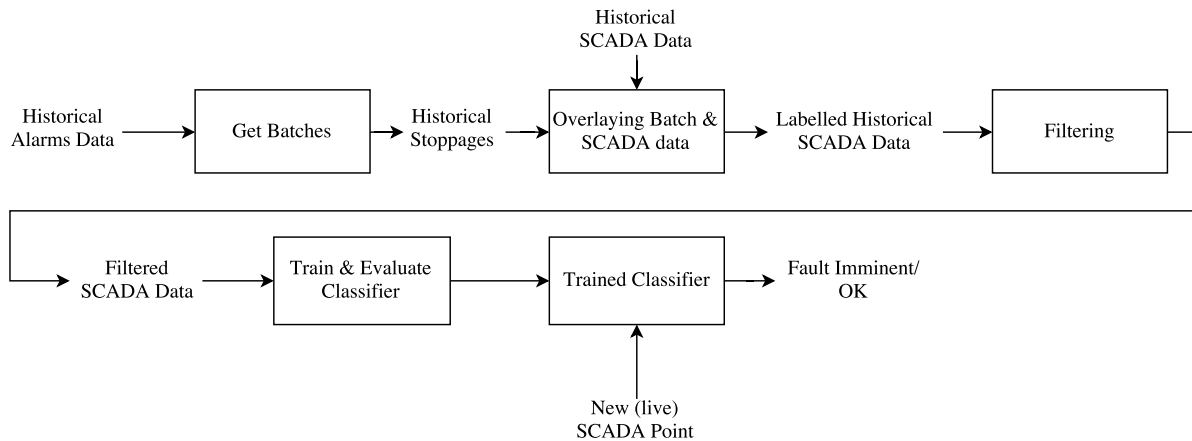 Historical
SCADA Data
Historical
Alarms Data
Get Batches
Historical
Stoppages
Overlaying Batch &
SCADA data
Labelled Historical
SCADA Data
Filtering
Filtered
SCADA Data
Train & Evaluate
Classifier
Trained Classifier
Fault Imminent/
OK
New (live)
SCADA Point